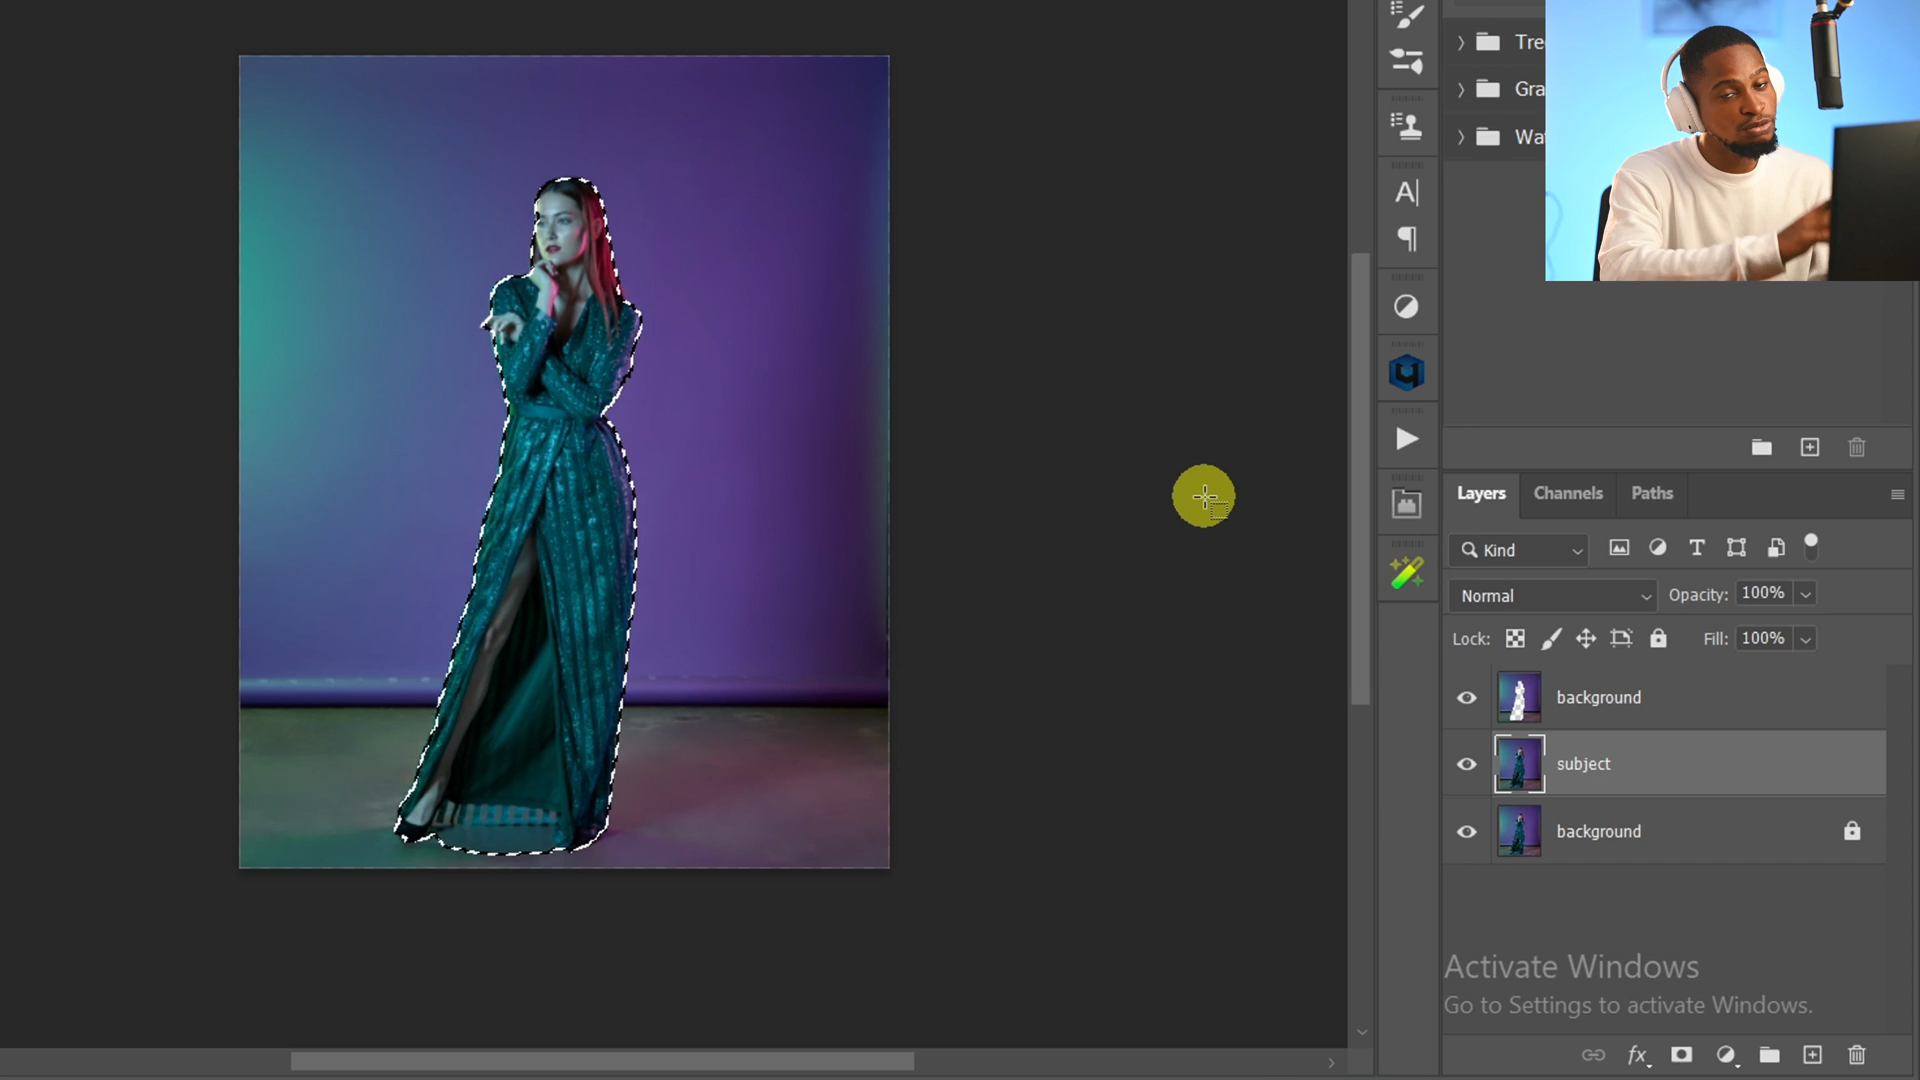 Tre
Gra
Wa
A
¶
Layers
Channels
Paths
Kind
T
Normal
Opacity:
100%
Lock:
Fill:
100%
background
subject
background
Activate Windows
Go to Settings to activate Windows.
fx